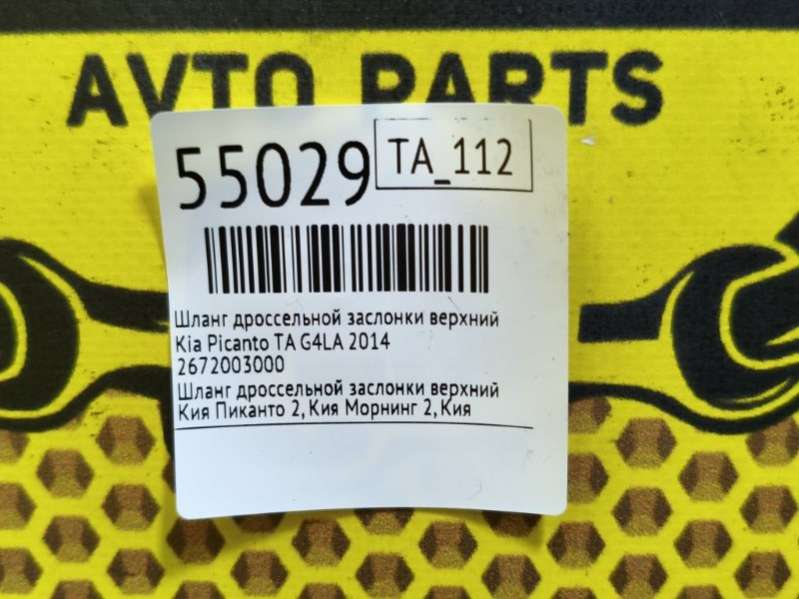 AVTO PARTS
55029
TA_112
Шланг дроссельной заслонки верхний
Kia Picanto TA G4LA 2014
2672003000
Шланг дроссельной заслонки верхний
Кия Пиканто 2, Кия Морнинг 2, Кия